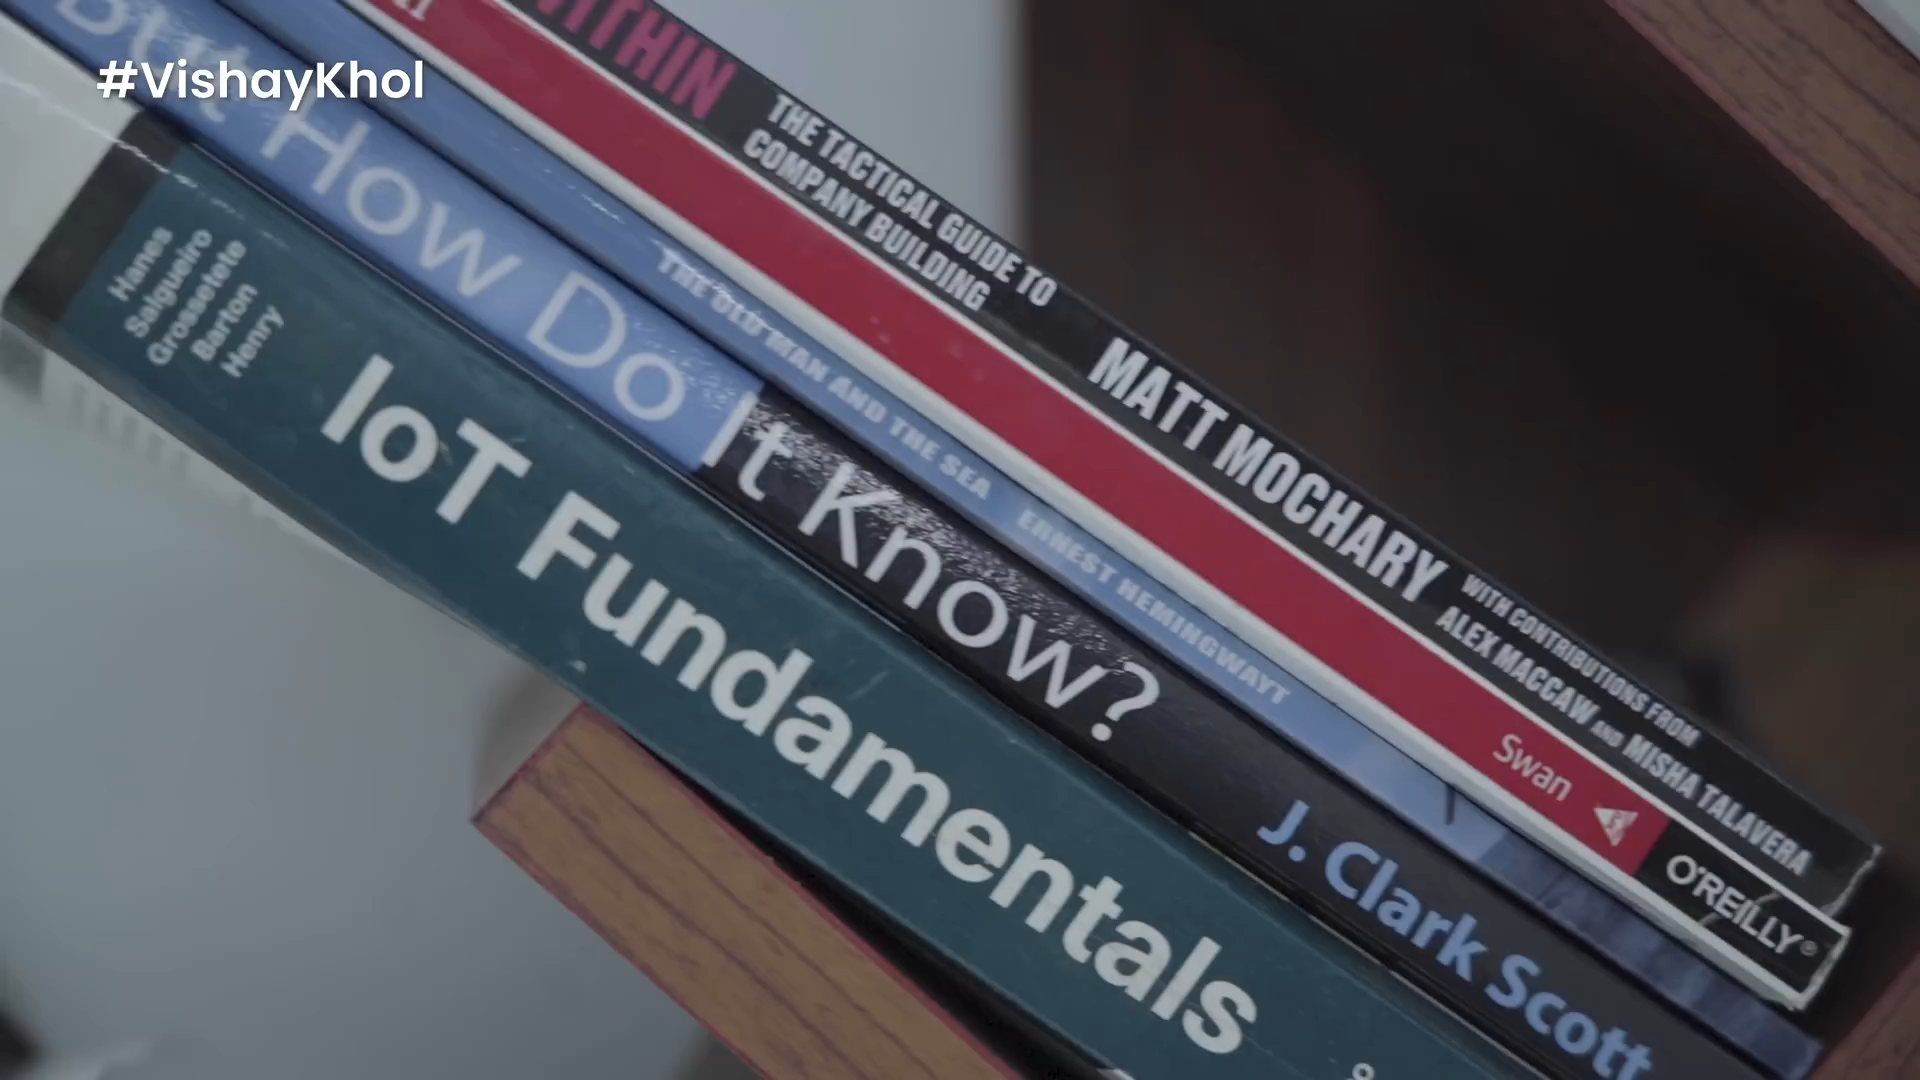 #VishayKhol
WITHIN
THE TACTICAL GUIDE TO
COMPANY BUILDING
MATT MOCHARY
WITH CONTRIBUTIONS FROM
ALEX MACCAW AND MISHA TALAVERA
Swan
O'REILLY®
THE OLD MAN AND THE SEA
ERNEST HEMINGWAYT
But How Do It Know?
J. Clark Scott
Hanes
Salgueiro
Grossetete
Barton
Henry
IoT Fundamentals